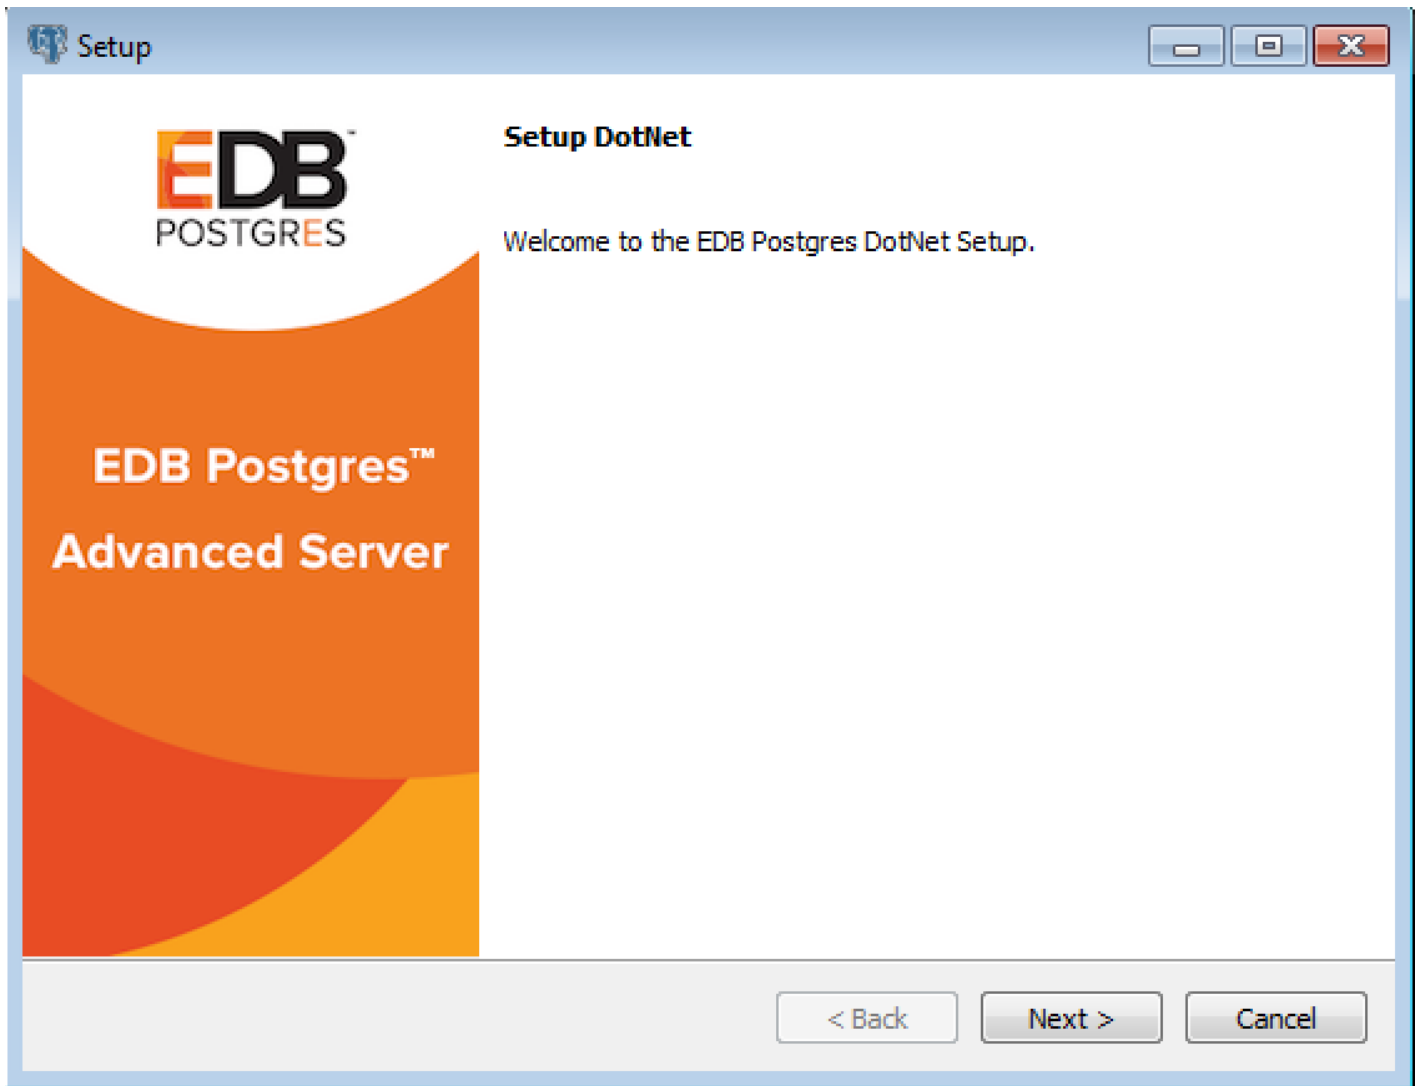 Setup
EDB™
POSTGRES
Setup DotNet
Welcome to the EDB Postgres DotNet Setup.
EDB Postgres™
Advanced Server
< Back
Next >
Cancel